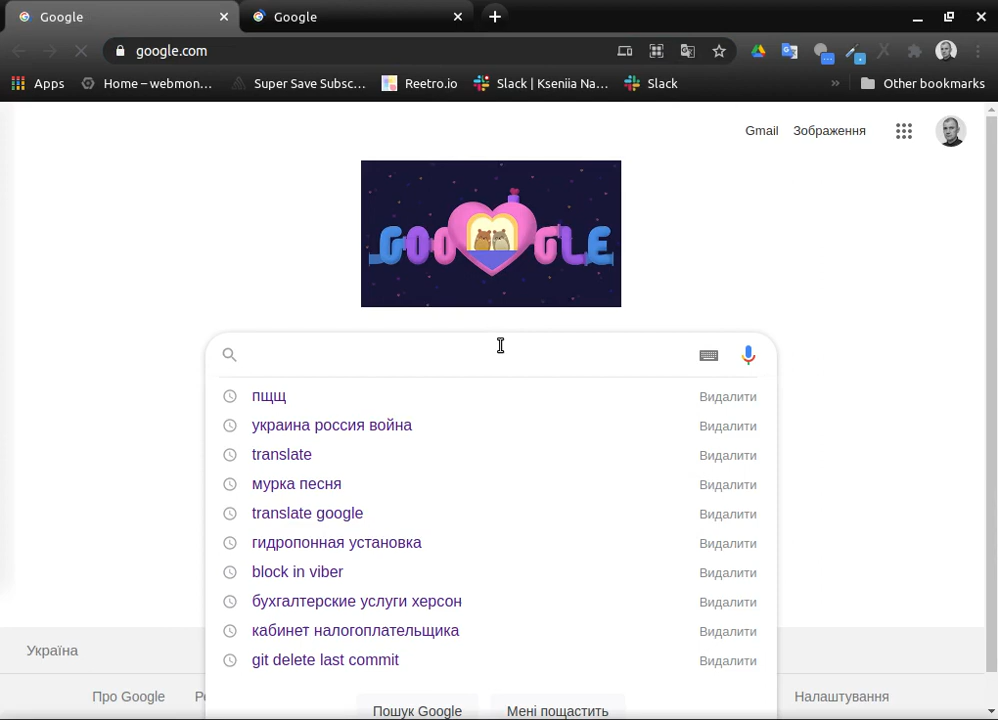 Google
Google
google.com
Apps
Home – webmon...
Super Save Subsc...
Reetro.io
Slack | Kseniia Na...
Slack
»
Other bookmarks
Gmail
Зображення
GOOGLE
пщщ
Видалити
украина россия война
Видалити
translate
Видалити
мурка песня
Видалити
translate google
Видалити
гидропонная установка
Видалити
block in viber
Видалити
бухгалтерские услуги херсон
Видалити
кабинет налогоплательщика
Видалити
git delete last commit
Видалити
Україна
Пошук Google
Мені пощастить
Про Google
Налаштування